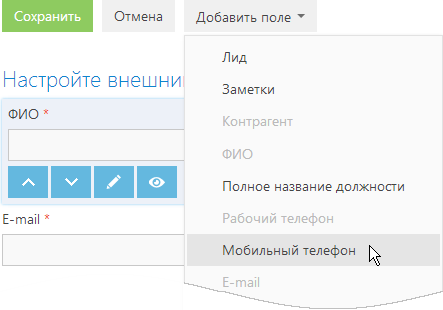 Сохранить
Отмена
Добавить поле
Лид
Заметки
Контрагент
ФИО
Полное название должности
Рабочий телефон
Мобильный телефон
E-mail
Настройте внешни
ФИО *
E-mail *